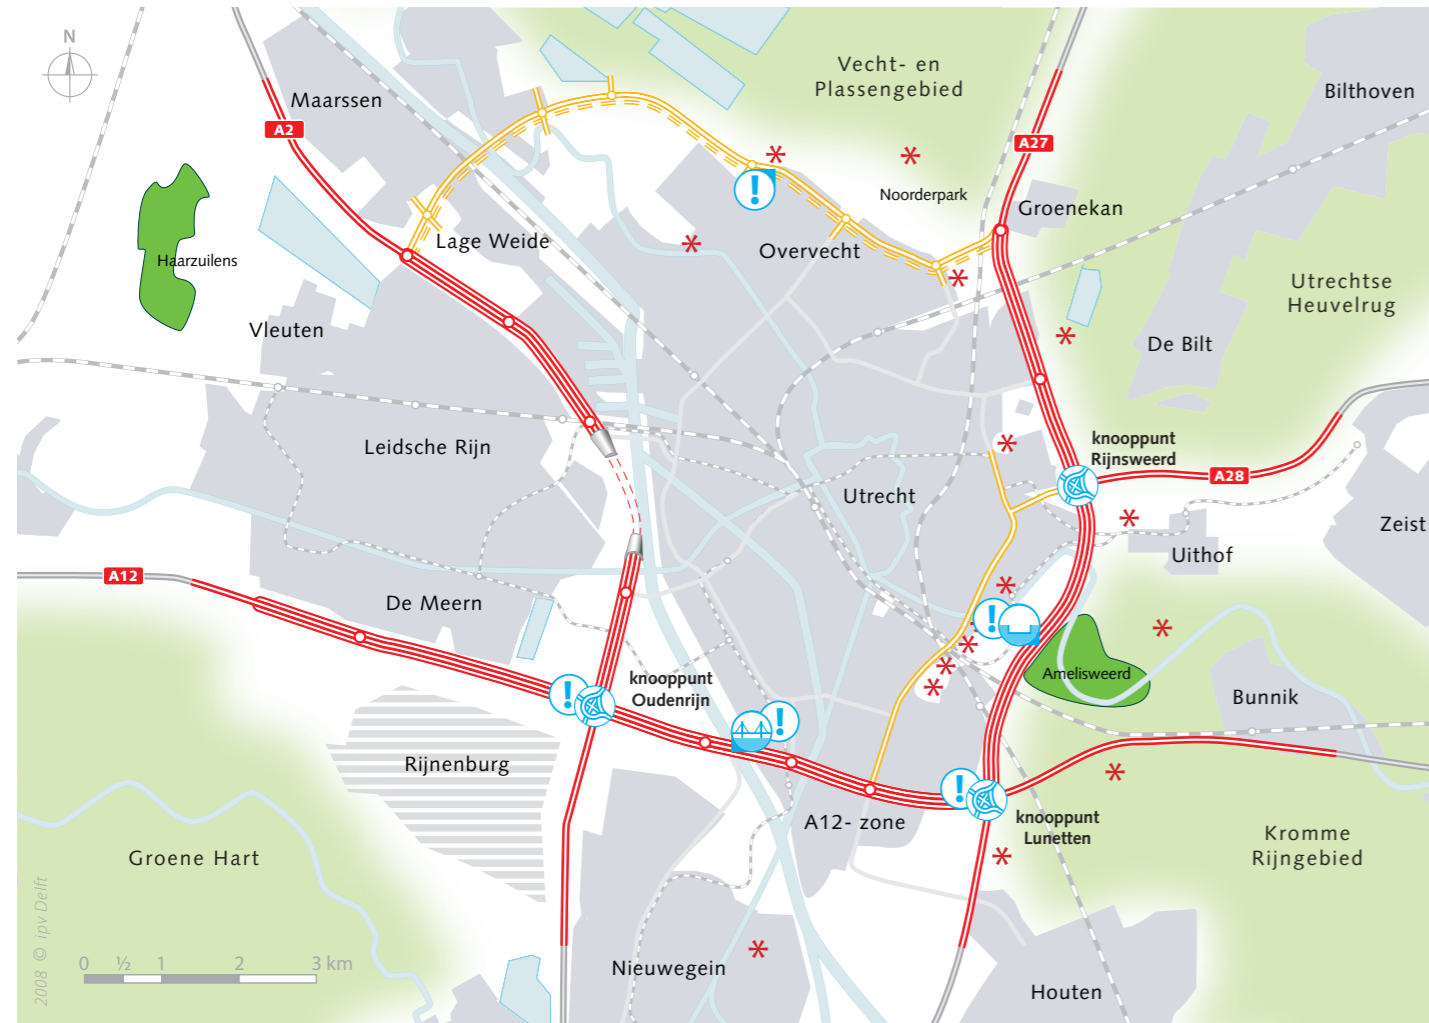 N
Vecht- en
Plassengebied
Bilthoven
Maarssen
A2
A27
Noorderpark
Groenekan
Lage Weide
Overvecht
Haarzuilens
Utrechtse
Heuvelrug
Vleuten
De Bilt
Leidsche Rijn
knooppunt
Rijnsweerd
A28
Utrecht
Zeist
Uithof
A12
De Meern
!
!
Amelisweerd
knooppunt
Oudenrijn
!
Bunnik
!
Rijnenburg
!
A12- zone
knooppunt
Lunetten
Kromme
Rijngebied
Groene Hart
2008 © ipv Delft
0 ½ 1 2 3 km
Nieuwegein
Houten